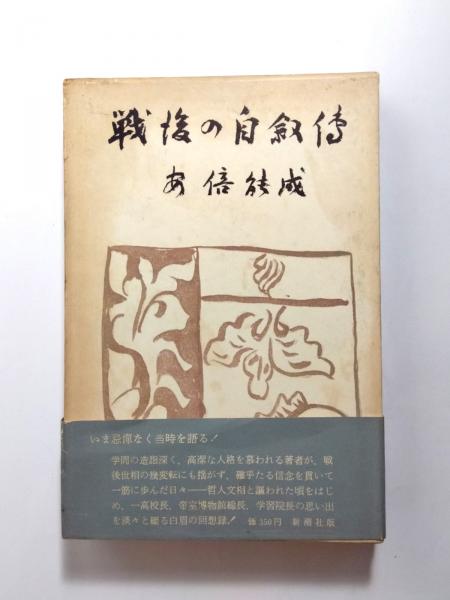 戦後の自叙傳
安倍能成
いま忌憚なく当時を語る！
学問の造詣深く、高潔な人格を慕われる著者が、戦
後世相の幾変転にも揺がず、確乎たる信念を貫いて
一筋に歩んだ日々――哲人文相と謳われた頃をはじ
め、一高校長、帝室博物館総長、学習院長の思い出
を淡々と綴る白眉の回想録！　価 350円　新潮社版